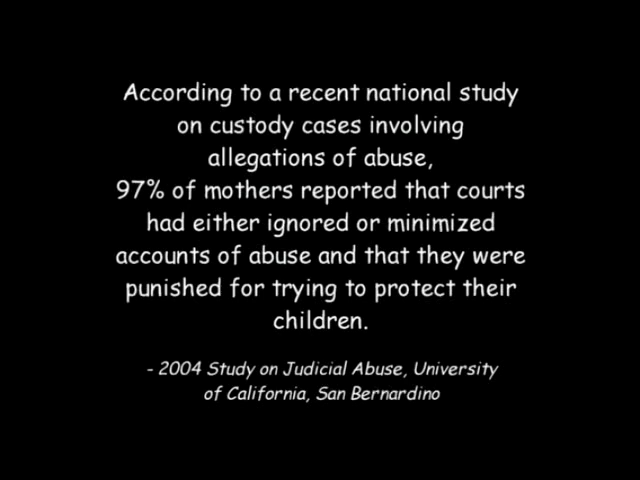 According to a recent national study
on custody cases involving
allegations of abuse,
97% of mothers reported that courts
had either ignored or minimized
accounts of abuse and that they were
punished for trying to protect their
children.
- 2004 Study on Judicial Abuse, University
of California, San Bernardino